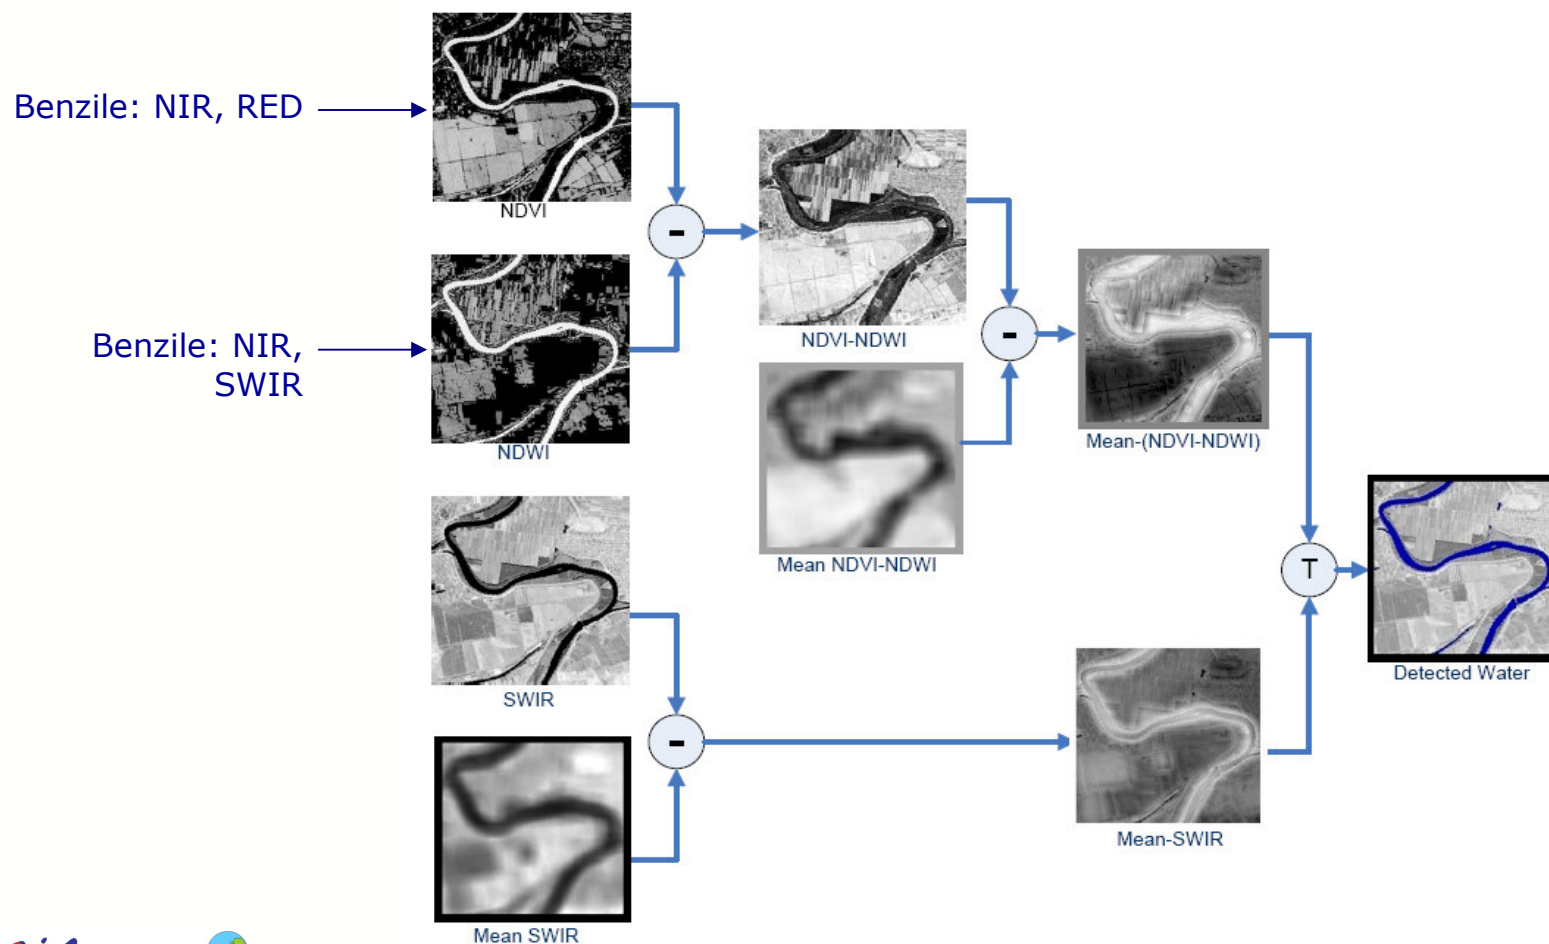 Benzile: NIR, RED
NDVI
-
NDVI-NDWI
Benzile: NIR,
SWIR
NDWI
-
Mean NDVI-NDWI
Mean-(NDVI-NDWI)
T
Detected Water
SWIR
-
Mean-SWIR
Mean SWIR